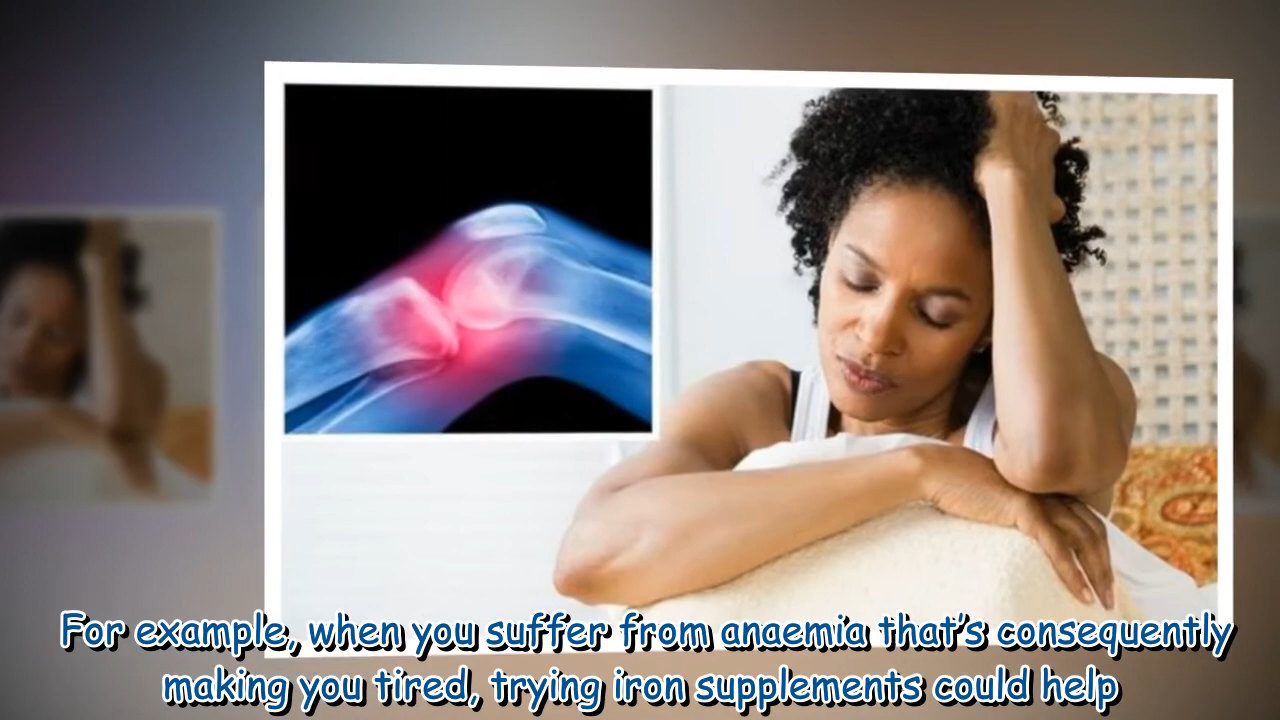 For example, when you suffer from anaemia that’s consequently
making you tired, trying iron supplements could help